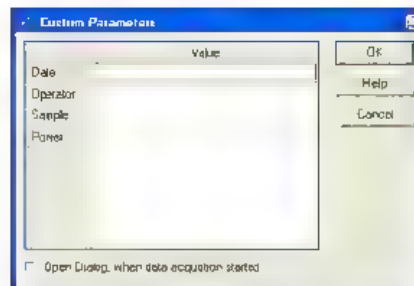 Custom Parameters
Value
OK
Date
Help
Operator
Sample
Cancel
Power
Open Dialog, when data acquisition started